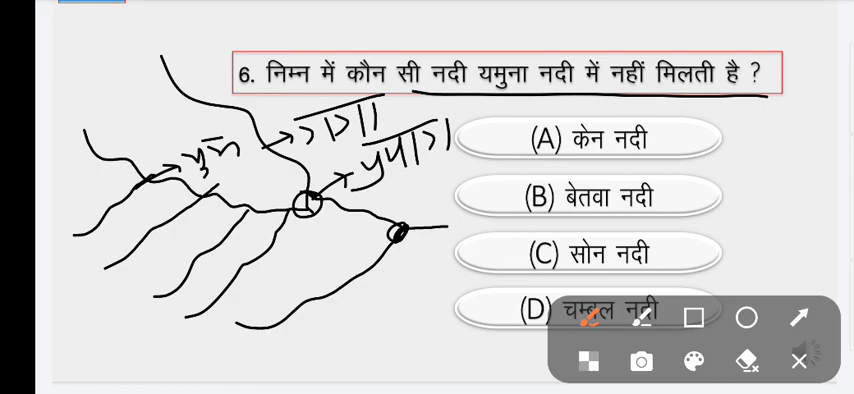 6. निम्न में कौन सी नदी यमुना नदी में नहीं मिलती है ?
(A) केन नदी
(B) बेतवा नदी
(C) सोन नदी
(D) चम्बल नदी